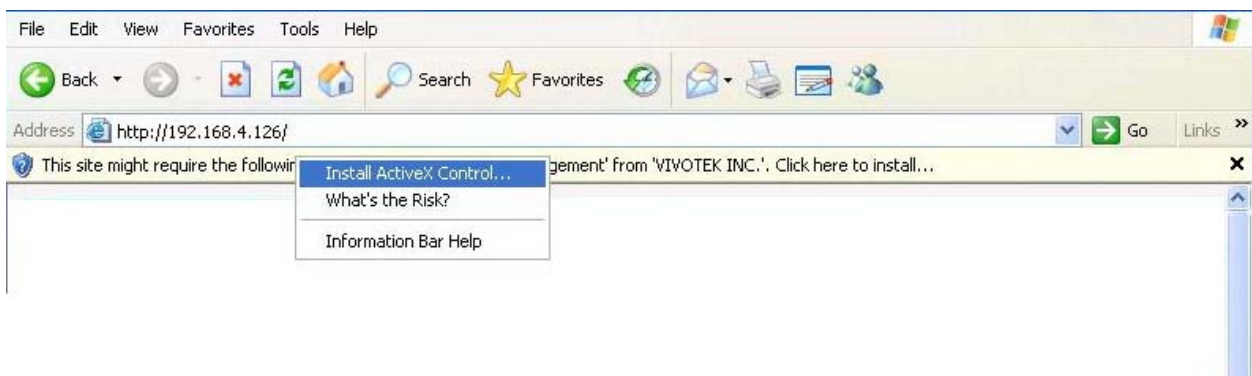 File Edit View Favorites Tools Help
Back Search Favorites
Address http://192.168.4.126/ Go Links »
This site might require the following gement' from 'VIVOTEK INC.'. Click here to install...
Install ActiveX Control...
What's the Risk?
Information Bar Help